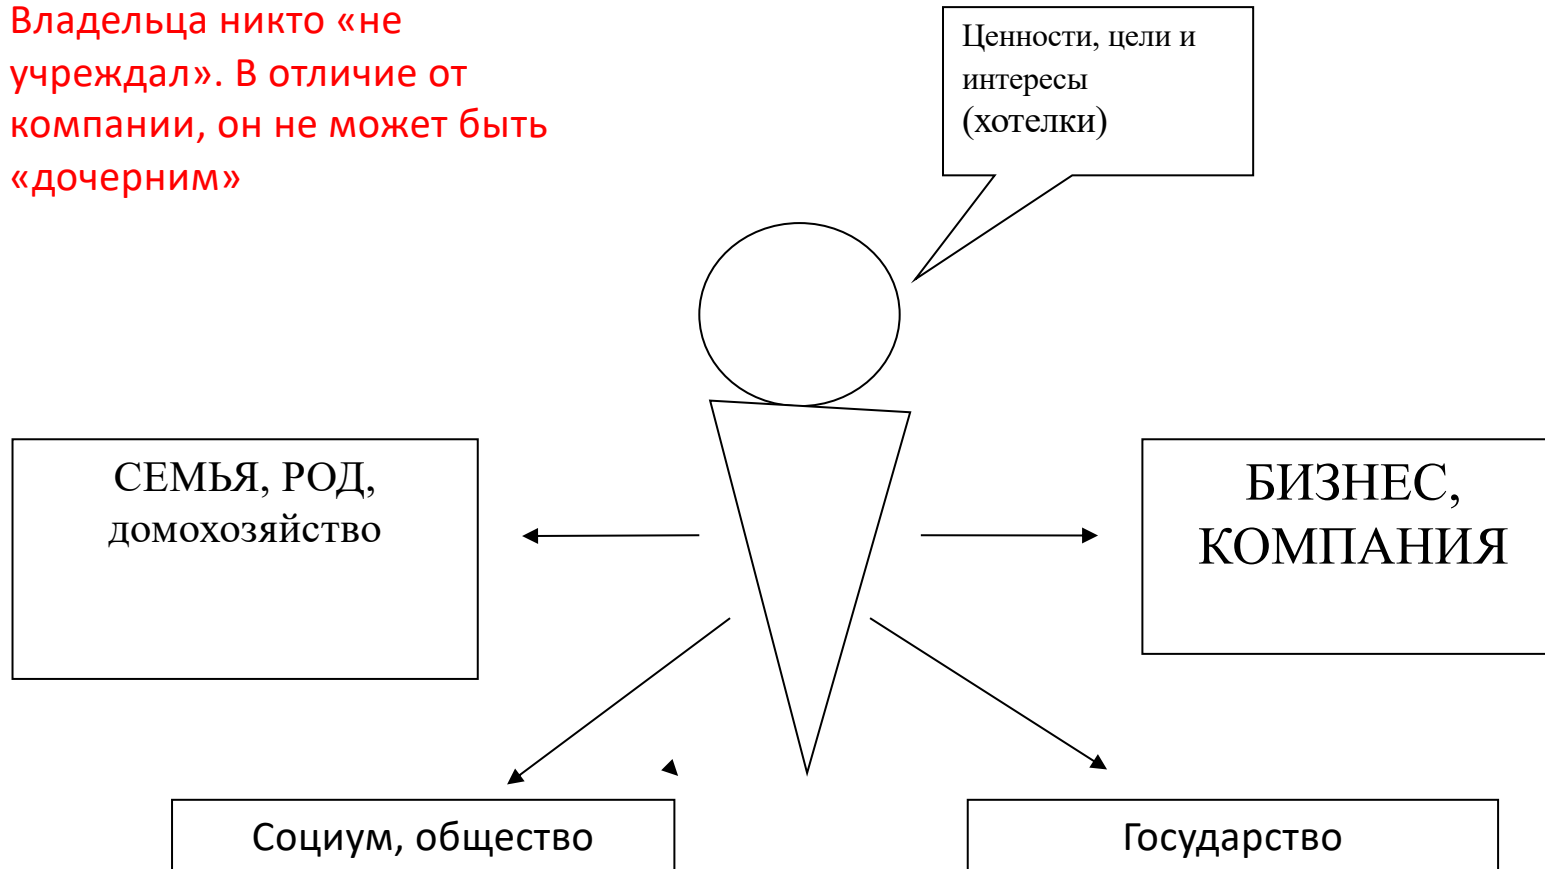 Владельца никто «не
учреждал». В отличие от
компании, он не может быть
«дочерним»
Ценности, цели и
интересы
(хотелки)
СЕМЬЯ, РОД,
домохозяйство
БИЗНЕС,
КОМПАНИЯ
Социум, общество
Государство